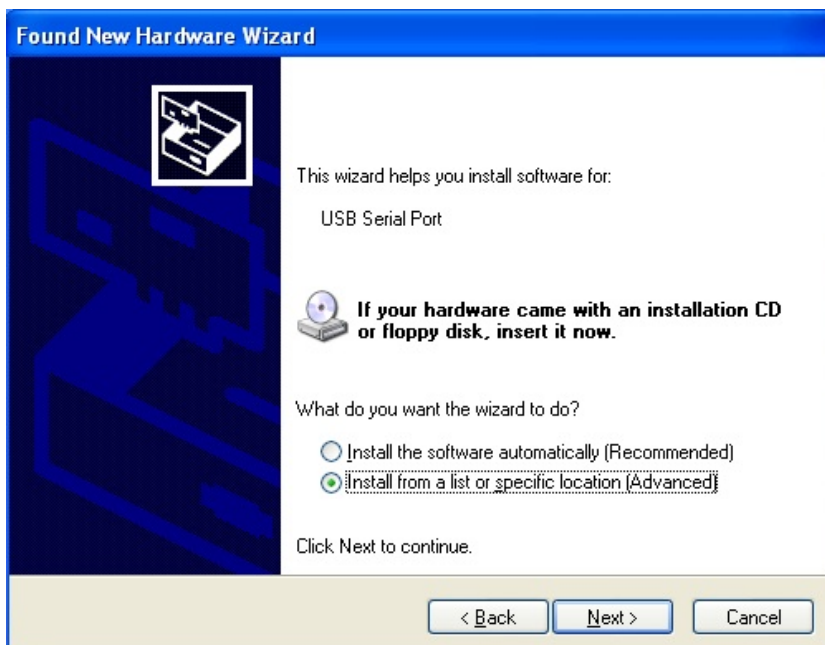 Found New Hardware Wizard
This wizard helps you install software for:
USB Serial Port
If your hardware came with an installation CD
or floppy disk, insert it now.
What do you want the wizard to do?
Install the software automatically (Recommended)
Install from a list or specific location (Advanced)
Click Next to continue.
< Back Next > Cancel